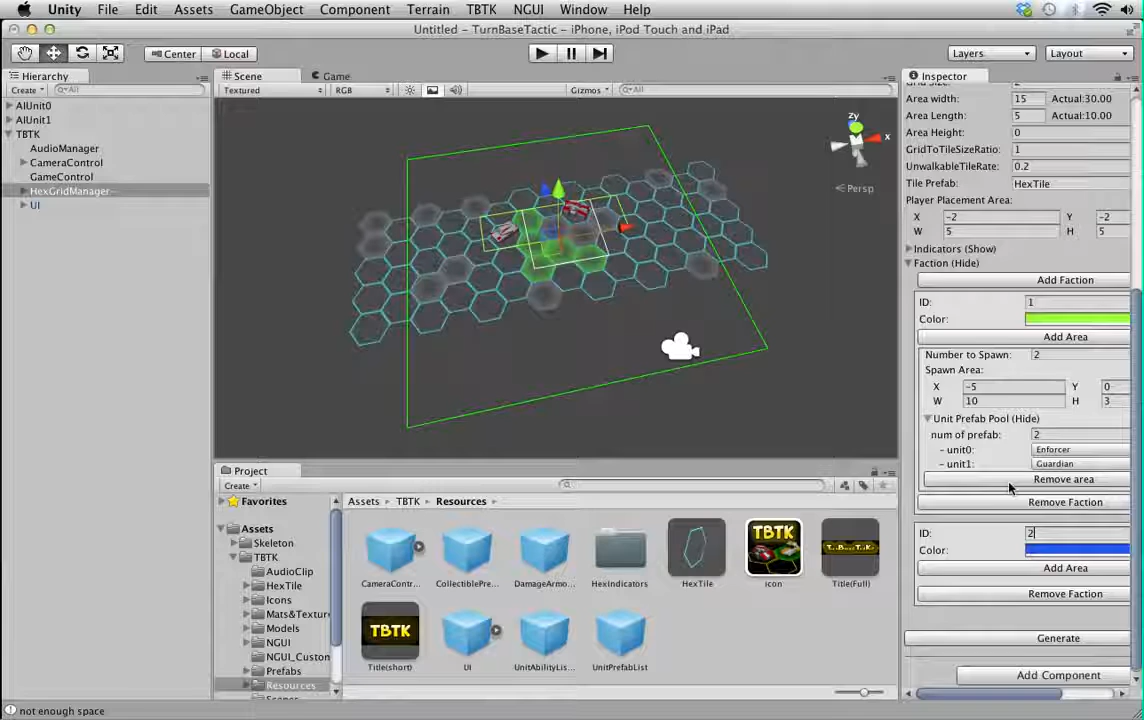 Unity File Edit Assets GameObject Component Terrain TBTK NGUI Window Help
Untitled - TurnBaseTactic - iPhone, iPod Touch and iPad
Center Local Layers Layout
Hierarchy Scene Game Inspector
Create All Textured RGB Gizmos All
AIUnit0
AIUnit1
TBTK
AudioManager
CameraControl
GameControl
HexGridManager
UI
zy
x
Persp
Area width: 15 Actual:30.00
Area Length: 5 Actual:10.00
Area Height: 0
GridToTileSizeRatio: 1
UnwalkableTileRate: 0.2
Tile Prefab: HexTile
Player Placement Area:
X -2 Y -2
W 5 H 5
Indicators (Show)
Faction (Hide)
Add Faction
ID: 1
Color:
Add Area
Number to Spawn: 2
Spawn Area:
X -5 Y 0
W 10 H 3
Unit Prefab Pool (Hide)
num of prefab: 2
- unit0: Enforcer
- unit1: Guardian
Remove area
Remove Faction
ID: 2
Color:
Add Area
Remove Faction
Generate
Add Component
Project
Create
Favorites
Assets
Skeleton
TBTK
AudioClip
HexTile
Icons
Mats&Texture
Models
NGUI
NGUI_Custon
Prefabs
Resources
Assets TBTK Resources
CameraContr... CollectiblePre... DamageArmo... HexIndicators HexTile icon Title(Full)
TBTK
TBTK
Title(short) UI UnitAbilityLis... UnitPrefabList
not enough space